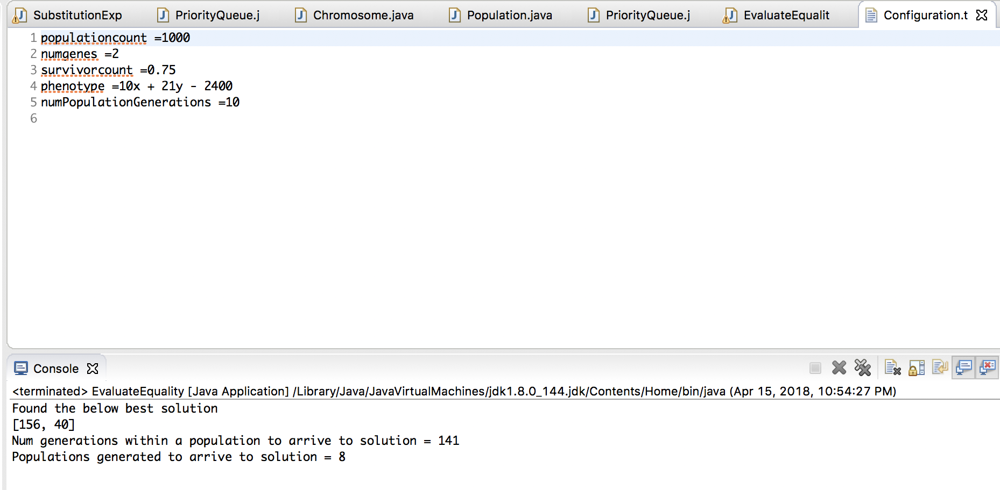 SubstitutionExp PriorityQueue.j Chromosome.java Population.java PriorityQueue.j EvaluateEqualit Configuration.t
1 populationcount =1000
2 numgenes =2
3 survivorcount =0.75
4 phenotype =10x + 21y - 2400
5 numPopulationGenerations =10
6
Console
<terminated> EvaluateEquality [Java Application] /Library/Java/JavaVirtualMachines/jdk1.8.0_144.jdk/Contents/Home/bin/java (Apr 15, 2018, 10:54:27 PM)
Found the below best solution
[156, 40]
Num generations within a population to arrive to solution = 141
Populations generated to arrive to solution = 8